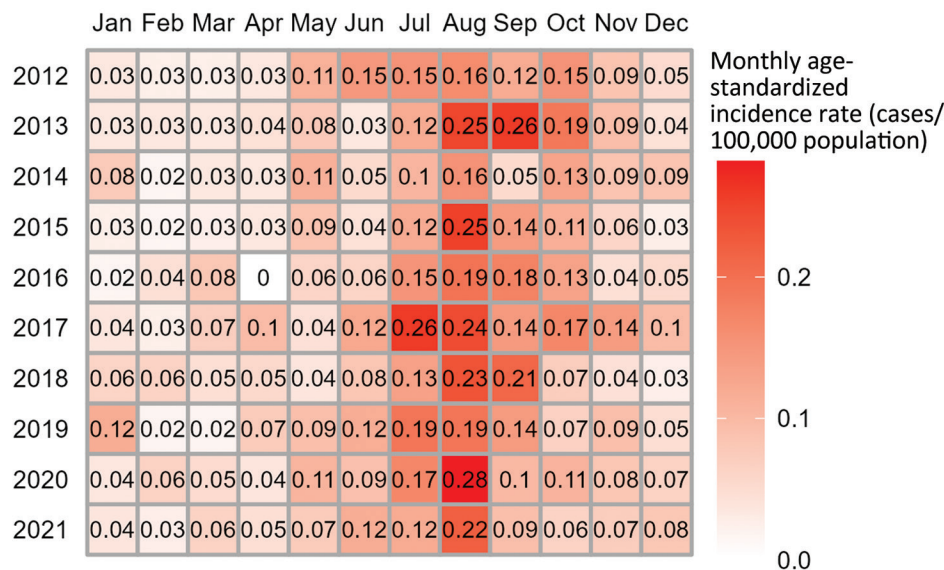 Jan Feb Mar Apr May Jun Jul Aug Sep Oct Nov Dec
2012 0.03 0.03 0.03 0.03 0.11 0.15 0.15 0.16 0.12 0.15 0.09 0.05
2013 0.03 0.03 0.03 0.04 0.08 0.03 0.12 0.25 0.26 0.19 0.09 0.04
2014 0.08 0.02 0.03 0.03 0.11 0.05 0.1 0.16 0.05 0.13 0.09 0.09
2015 0.03 0.02 0.03 0.03 0.09 0.04 0.12 0.25 0.14 0.11 0.06 0.03
2016 0.02 0.04 0.08 0 0.06 0.06 0.15 0.19 0.18 0.13 0.04 0.05
2017 0.04 0.03 0.07 0.1 0.04 0.12 0.26 0.24 0.14 0.17 0.14 0.1
2018 0.06 0.06 0.05 0.05 0.04 0.08 0.13 0.23 0.21 0.07 0.04 0.03
2019 0.12 0.02 0.02 0.07 0.09 0.12 0.19 0.19 0.14 0.07 0.09 0.05
2020 0.04 0.06 0.05 0.04 0.11 0.09 0.17 0.28 0.1 0.11 0.08 0.07
2021 0.04 0.03 0.06 0.05 0.07 0.12 0.12 0.22 0.09 0.06 0.07 0.08
Monthly age-
standardized
incidence rate (cases/
100,000 population)
0.2
0.1
0.0